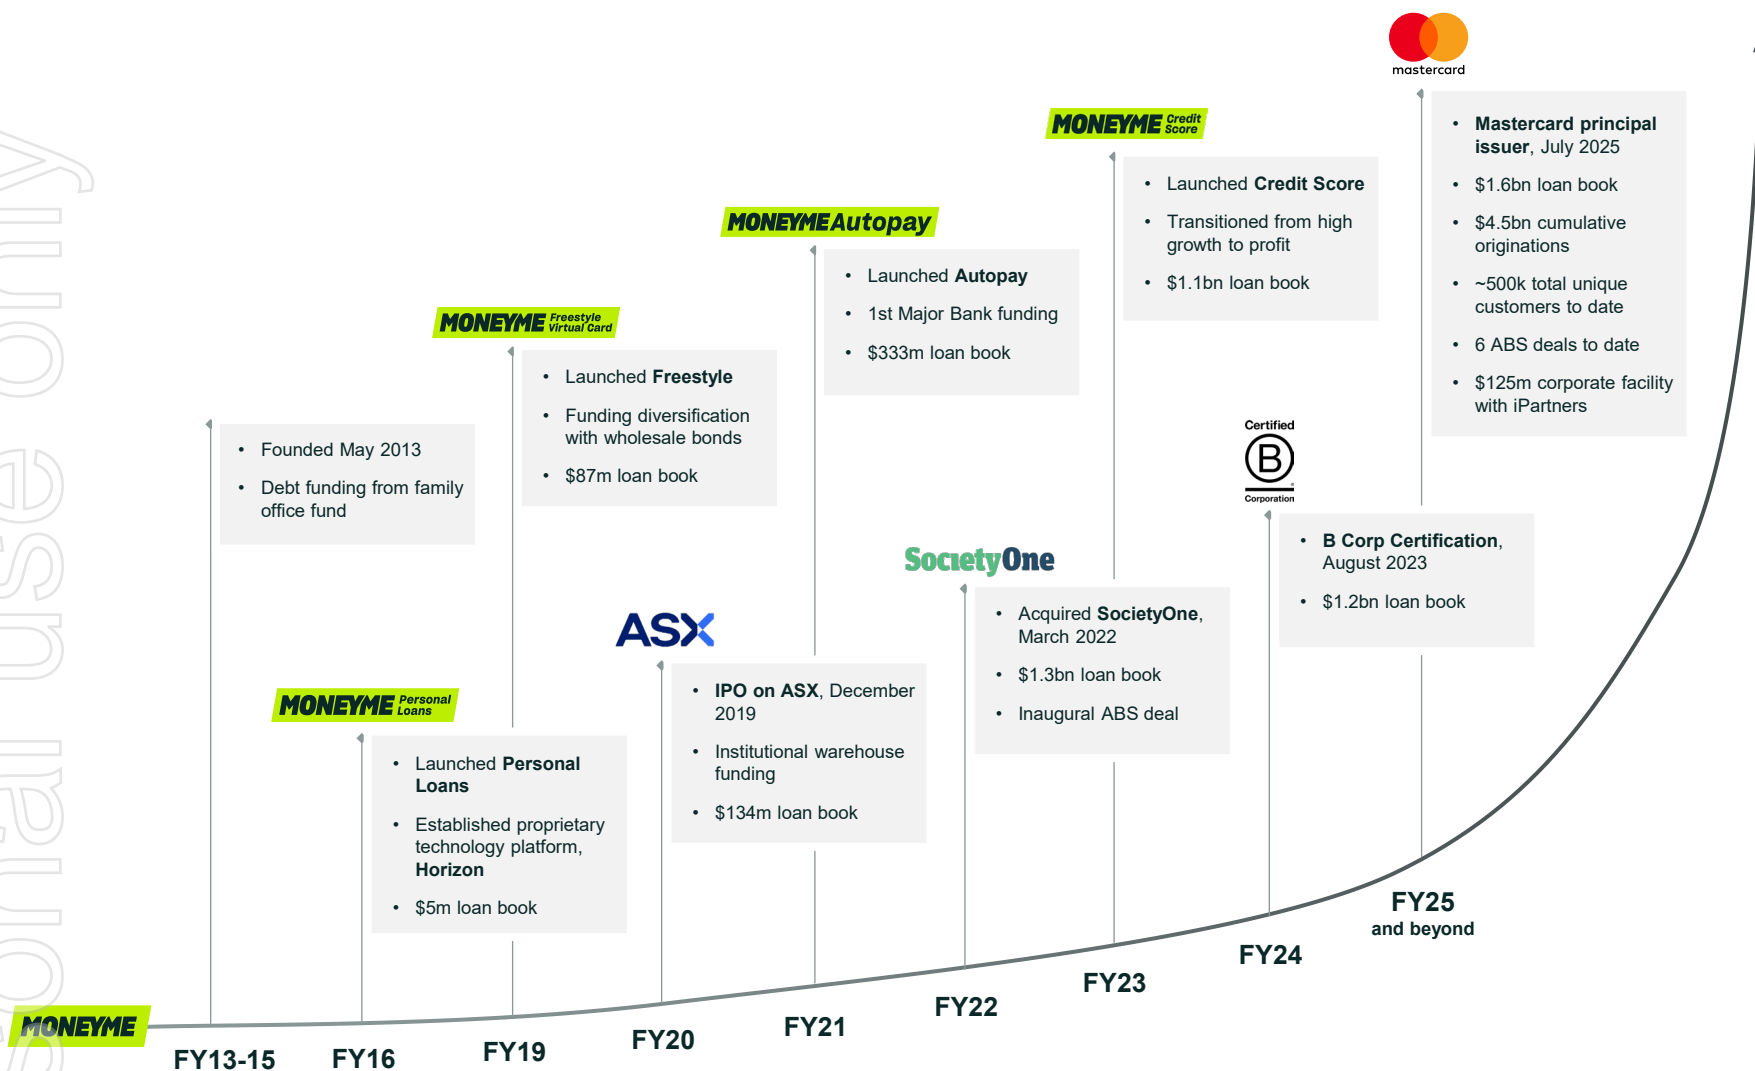 sonal use only
mastercard
• Mastercard principal
issuer, July 2025
• $1.6bn loan book
• $4.5bn cumulative
originations
• ~500k total unique
customers to date
• 6 ABS deals to date
• $125m corporate facility
with iPartners
MONEYME Credit
Score
• Launched Credit Score
• Transitioned from high
growth to profit
• $1.1bn loan book
MONEYME Autopay
• Launched Autopay
• 1st Major Bank funding
• $333m loan book
MONEYME Freestyle
Virtual Card
• Launched Freestyle
• Funding diversification
with wholesale bonds
• $87m loan book
• Founded May 2013
• Debt funding from family
office fund
Certified
B
Corporation
• B Corp Certification,
August 2023
• $1.2bn loan book
SocietyOne
• Acquired SocietyOne,
March 2022
• $1.3bn loan book
• Inaugural ABS deal
ASX
• IPO on ASX, December
2019
• Institutional warehouse
funding
• $134m loan book
MONEYME Personal
Loans
• Launched Personal
Loans
• Established proprietary
technology platform,
Horizon
• $5m loan book
MONEYME
FY13-15
FY16
FY19
FY20
FY21
FY22
FY23
FY24
FY25
and beyond